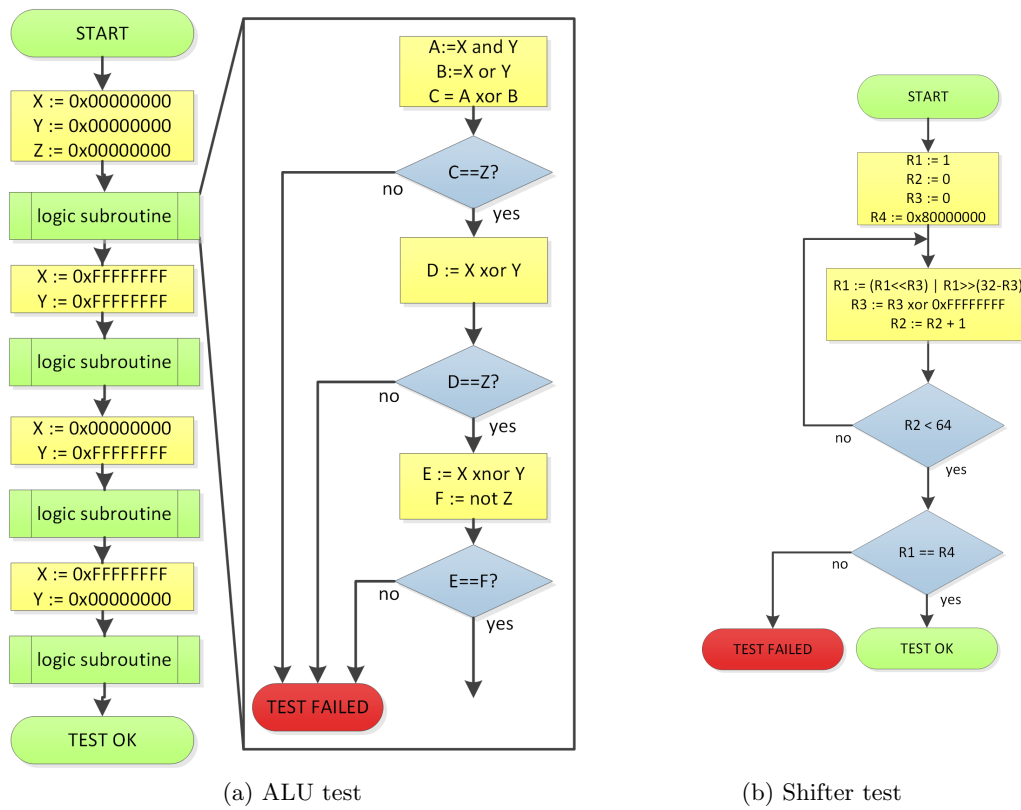 START
X := 0x00000000
Y := 0x00000000
Z := 0x00000000
logic subroutine
X := 0xFFFFFFFF
Y := 0xFFFFFFFF
logic subroutine
X := 0x00000000
Y := 0xFFFFFFFF
logic subroutine
X := 0xFFFFFFFF
Y := 0x00000000
logic subroutine
TEST OK
A:=X and Y
B:=X or Y
C = A xor B
C==Z?
no
yes
D := X xor Y
D==Z?
no
yes
E := X xnor Y
F := not Z
E==F?
no
yes
TEST FAILED
(a) ALU test
START
R1 := 1
R2 := 0
R3 := 0
R4 := 0x80000000
R1 := (R1<<R3) | R1>>(32-R3)
R3 := R3 xor 0xFFFFFFFF
R2 := R2 + 1
R2 < 64
no
yes
R1 == R4
no
yes
TEST FAILED
TEST OK
(b) Shifter test